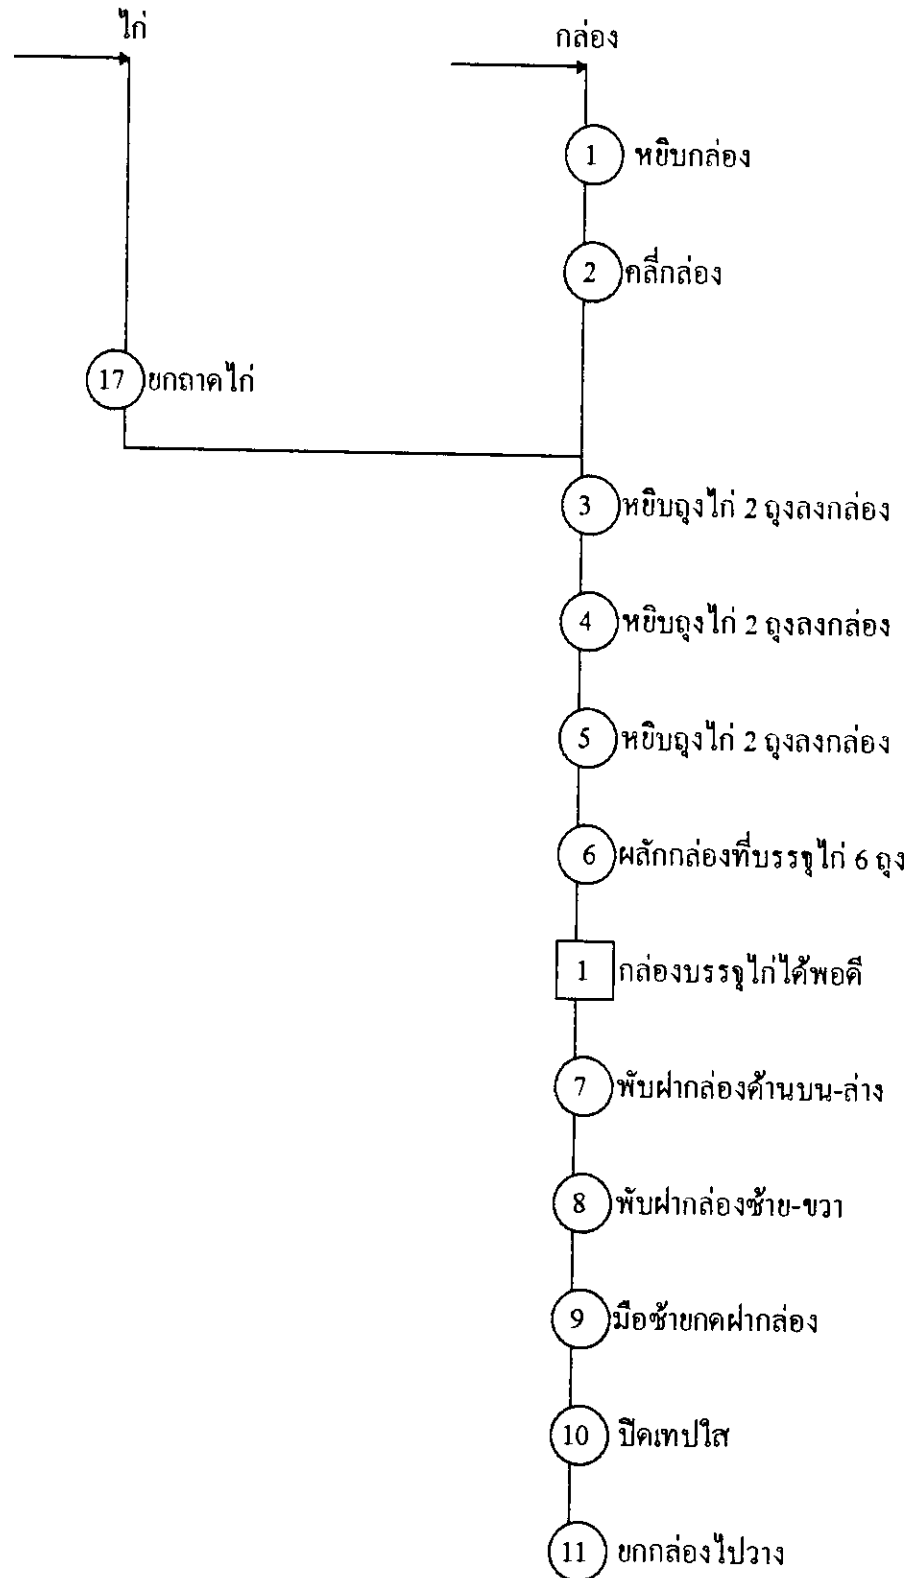 ไก่
กล่อง
1 หยิบกล่อง
2 คลี่กล่อง
17 ยกถาดไก่
3 หยิบถุงไก่ 2 ถุงลงกล่อง
4 หยิบถุงไก่ 2 ถุงลงกล่อง
5 หยิบถุงไก่ 2 ถุงลงกล่อง
6 ผลักกล่องที่บรรจุไก่ 6 ถุง
1 กล่องบรรจุไก่ได้พอดี
7 พับฝากล่องด้านบน-ล่าง
8 พับฝากล่องซ้าย-ขวา
9 มือซ้ายกดฝากล่อง
10 ปิดเทปใส
11 ยกกล่องไปวาง